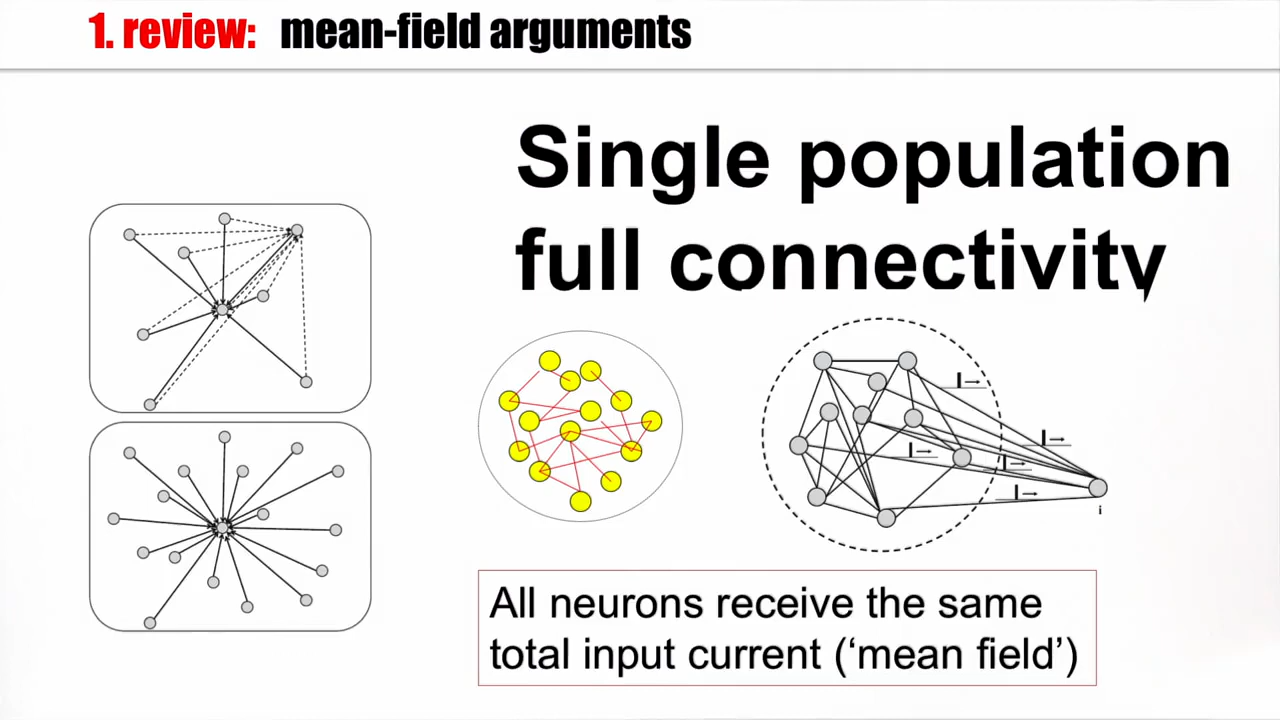 1. review: mean-field arguments
Single population
full connectivity
I→
I→
I→
I→
I→
i
All neurons receive the same
total input current (‘mean field’)